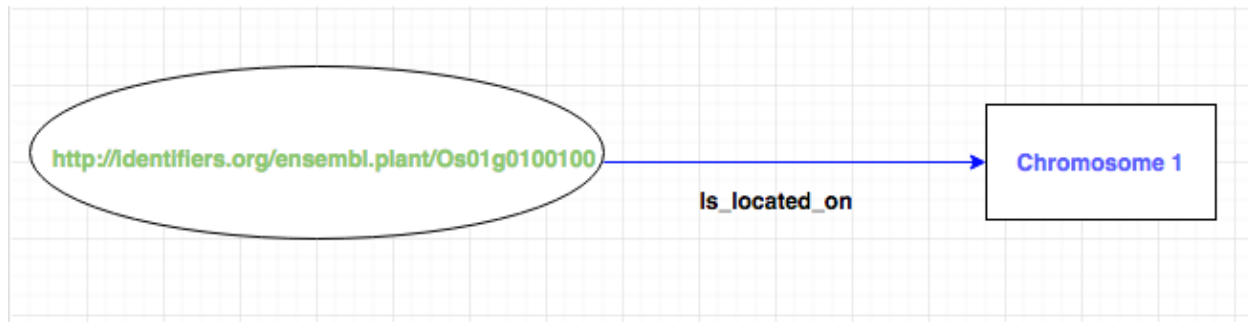 http://identifiers.org/ensembl.plant/Os01g0100100
Chromosome 1
Is_located_on